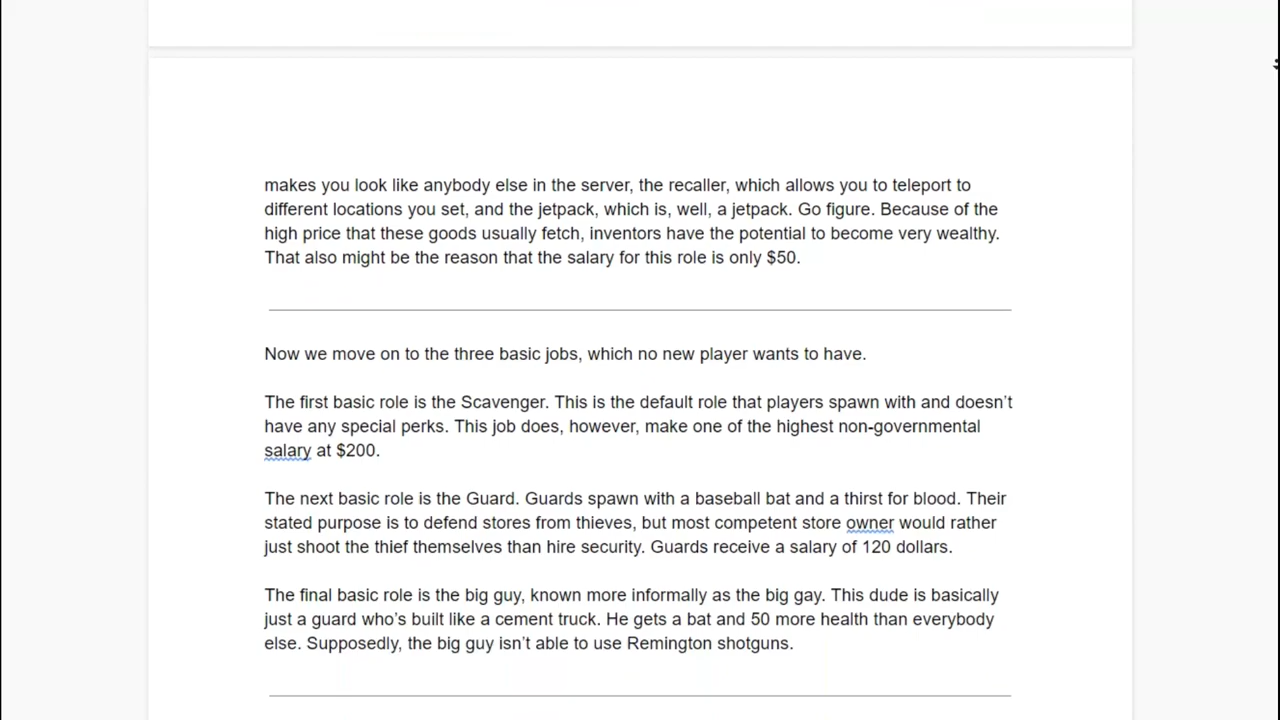 makes you look like anybody else in the server, the recaller, which allows you to teleport to
different locations you set, and the jetpack, which is, well, a jetpack. Go figure. Because of the
high price that these goods usually fetch, inventors have the potential to become very wealthy.
That also might be the reason that the salary for this role is only $50.
Now we move on to the three basic jobs, which no new player wants to have.
The first basic role is the Scavenger. This is the default role that players spawn with and doesn’t
have any special perks. This job does, however, make one of the highest non-governmental
salary at $200.
The next basic role is the Guard. Guards spawn with a baseball bat and a thirst for blood. Their
stated purpose is to defend stores from thieves, but most competent store owner would rather
just shoot the thief themselves than hire security. Guards receive a salary of 120 dollars.
The final basic role is the big guy, known more informally as the big gay. This dude is basically
just a guard who’s built like a cement truck. He gets a bat and 50 more health than everybody
else. Supposedly, the big guy isn’t able to use Remington shotguns.